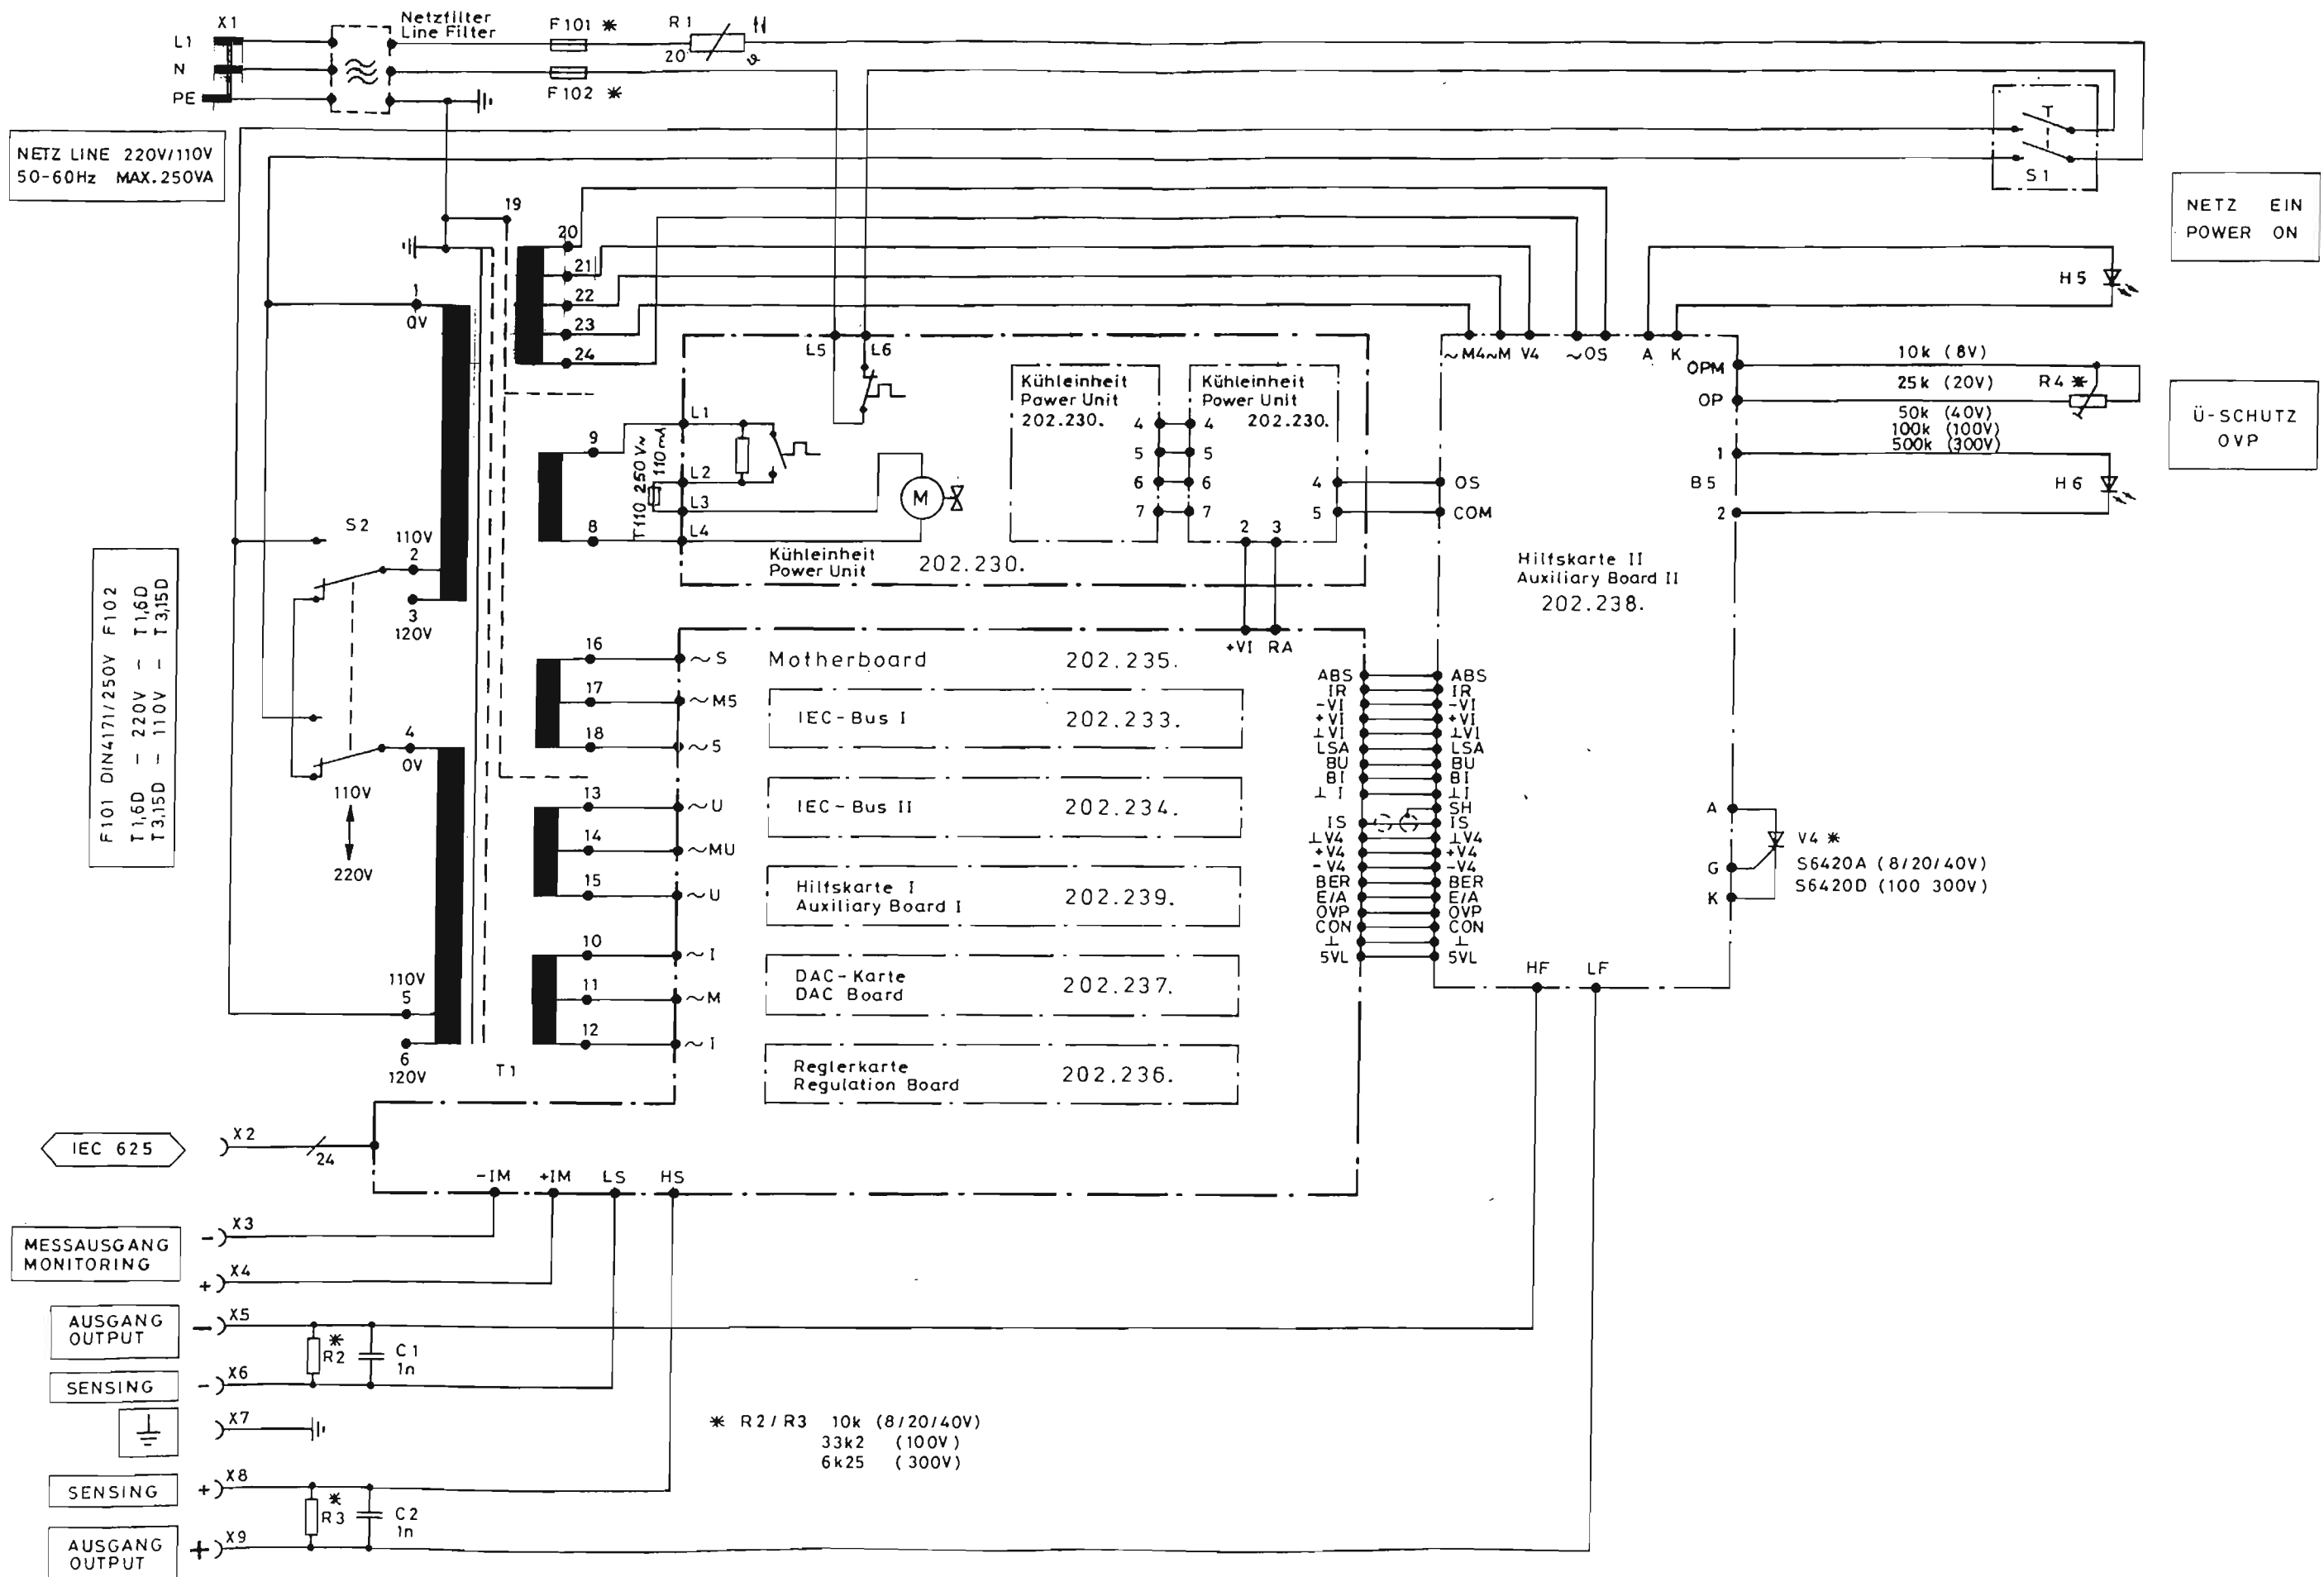 X1
L1
N
PE
Netzfilter
Line Filter
F101 *
F102 *
R1
20
ϑ
NETZ LINE 220V/110V
50-60Hz MAX.250VA
S1
NETZ EIN
POWER ON
19
20
21
22
23
24
1
0V
S2
110V
2
3
120V
4
0V
110V
220V
110V
5
6
120V
T1
F101 DIN4171/250V F102
T1,6D – 220V – T1,6D
T3,15D – 110V – T3,15D
9
8
T110 250V~
110mA
L5
L6
L1
L2
L3
L4
M
Kühleinheit
Power Unit
202.230.
Kühleinheit
Power Unit
202.230.
4
5
6
7
Kühleinheit
Power Unit
202.230.
4
5
6
7
4
5
2
3
~M4
~M
V4
~OS
A
K
H5
OPM
OP
10k (8V)
25k (20V)
50k (40V)
100k (100V)
500k (300V)
R4 *
Ü-SCHUTZ
OVP
1
B5
2
H6
OS
COM
Hilfskarte II
Auxiliary Board II
202.238.
+VI
RA
16
17
18
~S
~M5
~5
13
14
15
~U
~MU
~U
10
11
12
~I
~M
~I
Motherboard 202.235.
IEC-Bus I 202.233.
IEC-Bus II 202.234.
Hilfskarte I
Auxiliary Board I
202.239.
DAC-Karte
DAC Board
202.237.
Reglerkarte
Regulation Board
202.236.
ABS ABS
IR IR
-VI -VI
+VI +VI
⊥VI ⊥VI
LSA LSA
BU BU
BI BI
⊥I ⊥I
SH
IS IS
⊥V4 ⊥V4
+V4 +V4
-V4 -V4
BER BER
E/A E/A
OVP OVP
CON CON
⊥ ⊥
5VL 5VL
A
G
K
V4 *
S6420A (8/20/40V)
S6420D (100 300V)
HF
LF
IEC 625
X2
24
-IM
+IM
LS
HS
MESSAUSGANG
MONITORING
- X3
+ X4
AUSGANG
OUTPUT
- X5
*
R2
C1
1n
SENSING
- X6
X7
* R2/R3 10k (8/20/40V)
33k2 (100V)
6k25 (300V)
SENSING
+ X8
*
R3
C2
1n
AUSGANG
OUTPUT
+ X9